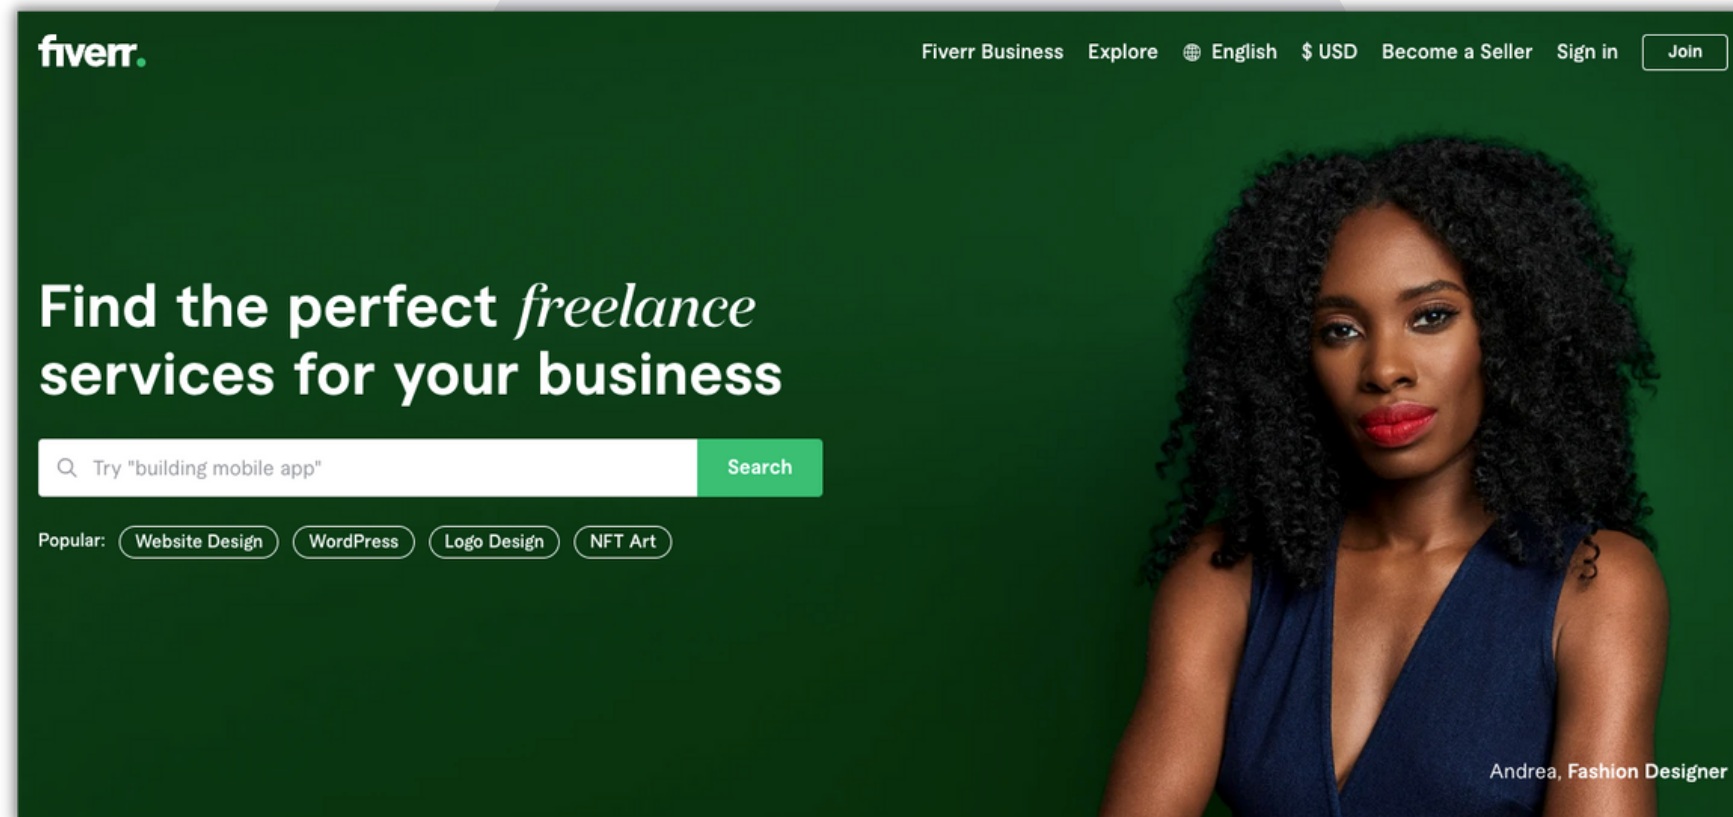 fiverr.
Fiverr Business Explore English $ USD Become a Seller Sign in Join
Find the perfect freelance
services for your business
Try "building mobile app" Search
Popular: Website Design WordPress Logo Design NFT Art
Andrea, Fashion Designer